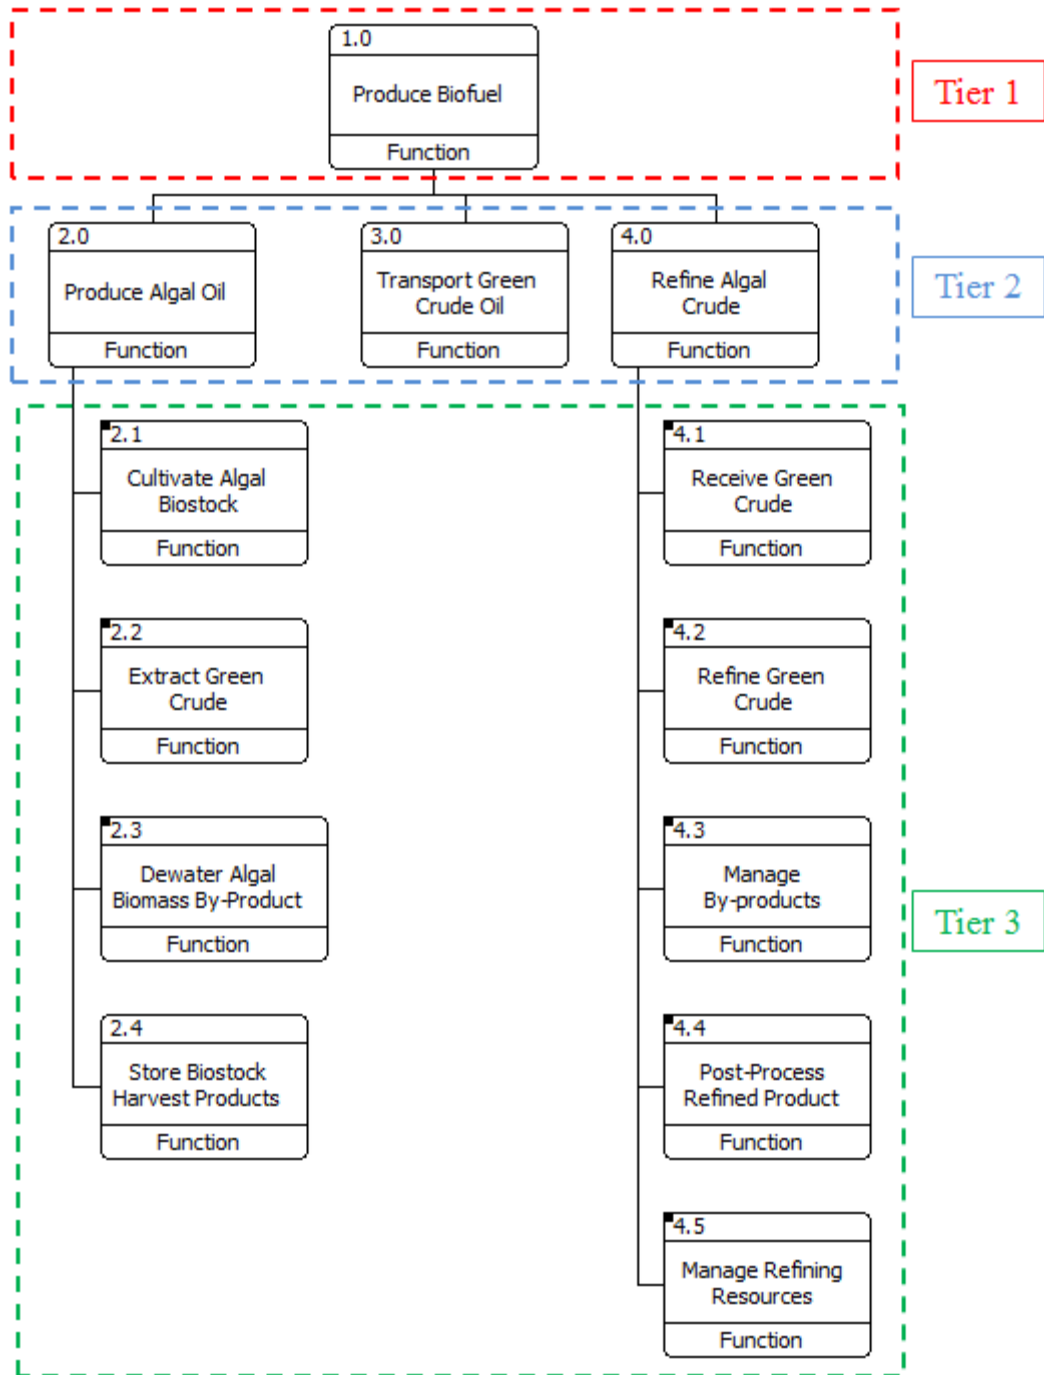 1.0
Produce Biofuel
Function
Tier 1
2.0
Produce Algal Oil
Function
3.0
Transport Green
Crude Oil
Function
4.0
Refine Algal
Crude
Function
Tier 2
2.1
Cultivate Algal
Biostock
Function
2.2
Extract Green
Crude
Function
2.3
Dewater Algal
Biomass By-Product
Function
2.4
Store Biostock
Harvest Products
Function
4.1
Receive Green
Crude
Function
4.2
Refine Green
Crude
Function
4.3
Manage
By-products
Function
4.4
Post-Process
Refined Product
Function
4.5
Manage Refining
Resources
Function
Tier 3